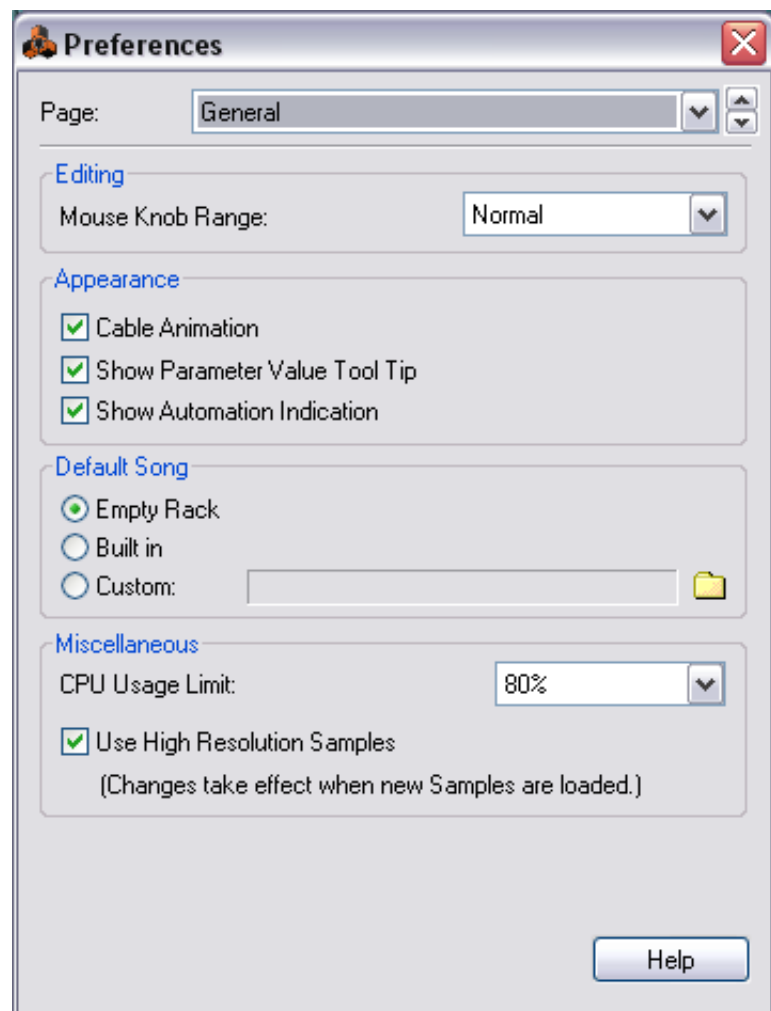 Preferences
Page: General
Editing
Mouse Knob Range: Normal
Appearance
Cable Animation
Show Parameter Value Tool Tip
Show Automation Indication
Default Song
Empty Rack
Built in
Custom:
Miscellaneous
CPU Usage Limit: 80%
Use High Resolution Samples
(Changes take effect when new Samples are loaded.)
Help